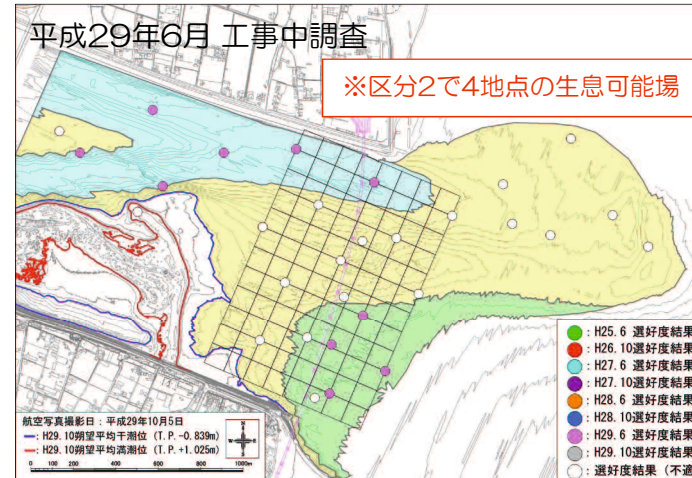 平成29年6月 工事中調査
※区分2で4地点の生息可能場
●：H25.6 選好度結果
●：H26.10選好度結果
●：H27.6 選好度結果
●：H27.10選好度結果
●：H28.6 選好度結果
●：H28.10選好度結果
●：H29.6 選好度結果
●：H29.10選好度結果
○：選好度結果（不適
航空写真撮影日：平成29年10月5日
―：H29.10朔望平均干潮位（T.P.-0.839m）
―：H29.10朔望平均満潮位（T.P.+1.025m）
N
W
E
S
0 100 200 300 400 500 1000m